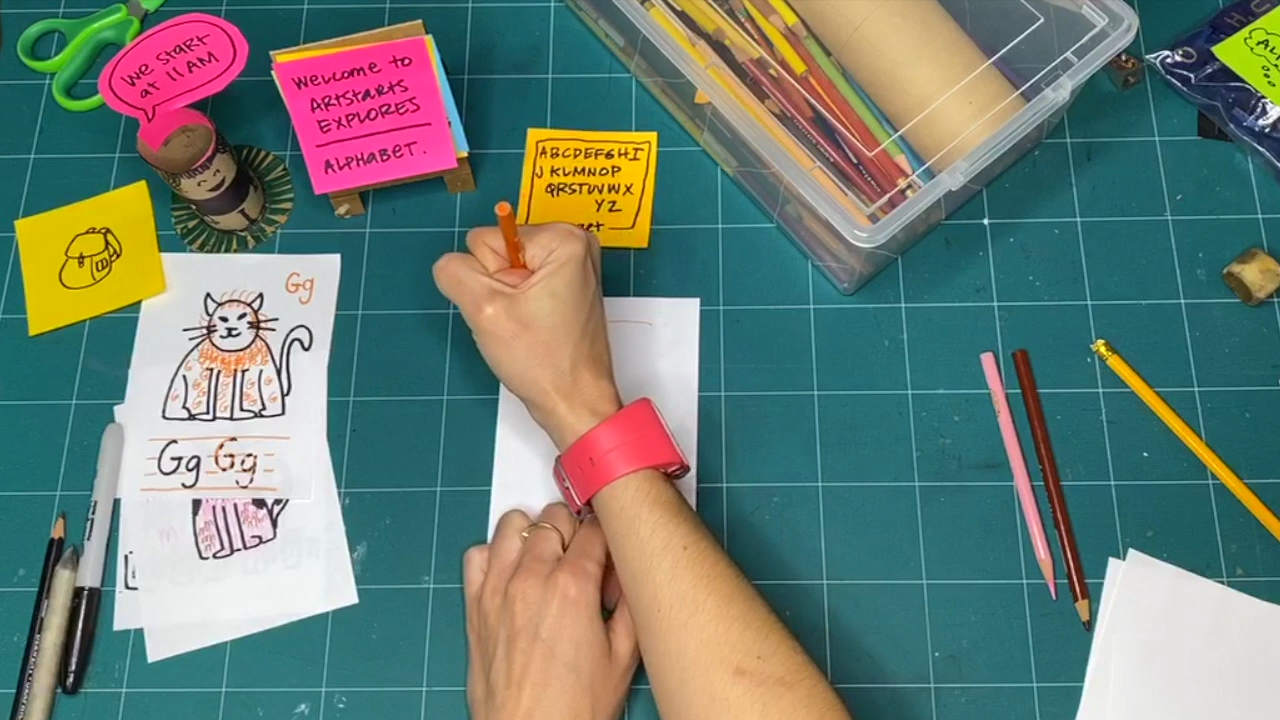 We START
at 11 AM
Welcome to
ArtStarts
EXPLORES
ALPHABET.
ABCDEFGHI
JKLMNOP
QRSTUVWX
YZ
Gg
Gg Gg